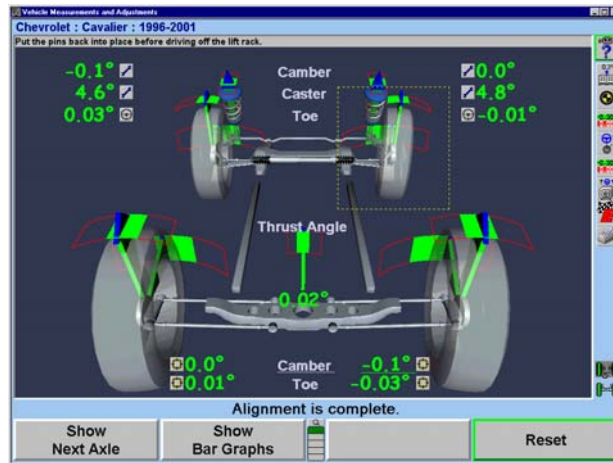 Vehicle Measurements and Adjustments
Chevrolet : Cavalier : 1996-2001
Put the pins back into place before driving off the lift rack.
-0.1° Camber 0.0°
4.6° Caster 4.8°
0.03° Toe -0.01°
Thrust Angle
0.02°
0.0° Camber -0.1°
0.01° Toe -0.03°
Alignment is complete.
Show Next Axle
Show Bar Graphs
Reset